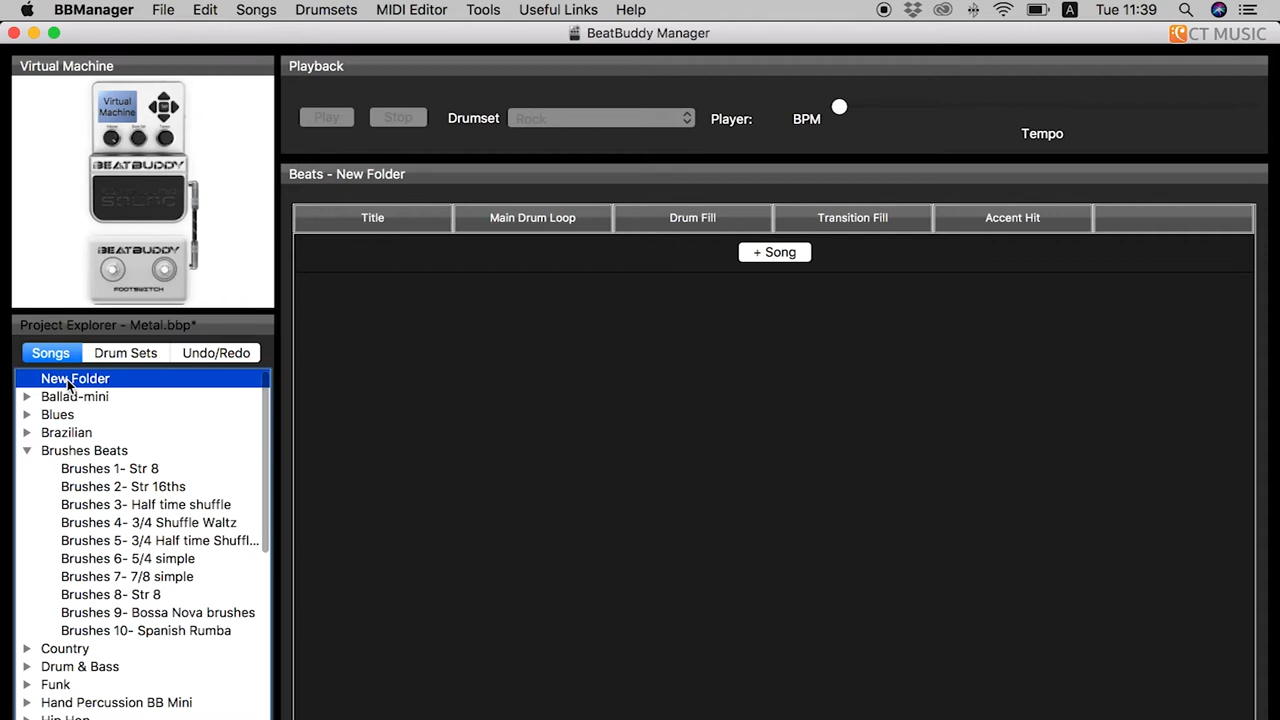 BBManager File Edit Songs Drumsets MIDI Editor Tools Useful Links Help A Tue 11:39
BeatBuddy Manager
CT MUSIC
Virtual Machine
Playback
Virtual
Machine
BEATBUDDY
BEATBUDDY
FOOTSWITCH
Play Stop Drumset Rock Player: BPM
Tempo
Beats - New Folder
Title Main Drum Loop Drum Fill Transition Fill Accent Hit
+ Song
Project Explorer - Metal.bbp*
Songs Drum Sets Undo/Redo
New Folder
Ballad-mini
Blues
Brazilian
Brushes Beats
Brushes 1- Str 8
Brushes 2- Str 16ths
Brushes 3- Half time shuffle
Brushes 4- 3/4 Shuffle Waltz
Brushes 5- 3/4 Half time Shuffl...
Brushes 6- 5/4 simple
Brushes 7- 7/8 simple
Brushes 8- Str 8
Brushes 9- Bossa Nova brushes
Brushes 10- Spanish Rumba
Country
Drum & Bass
Funk
Hand Percussion BB Mini
Hip Hop